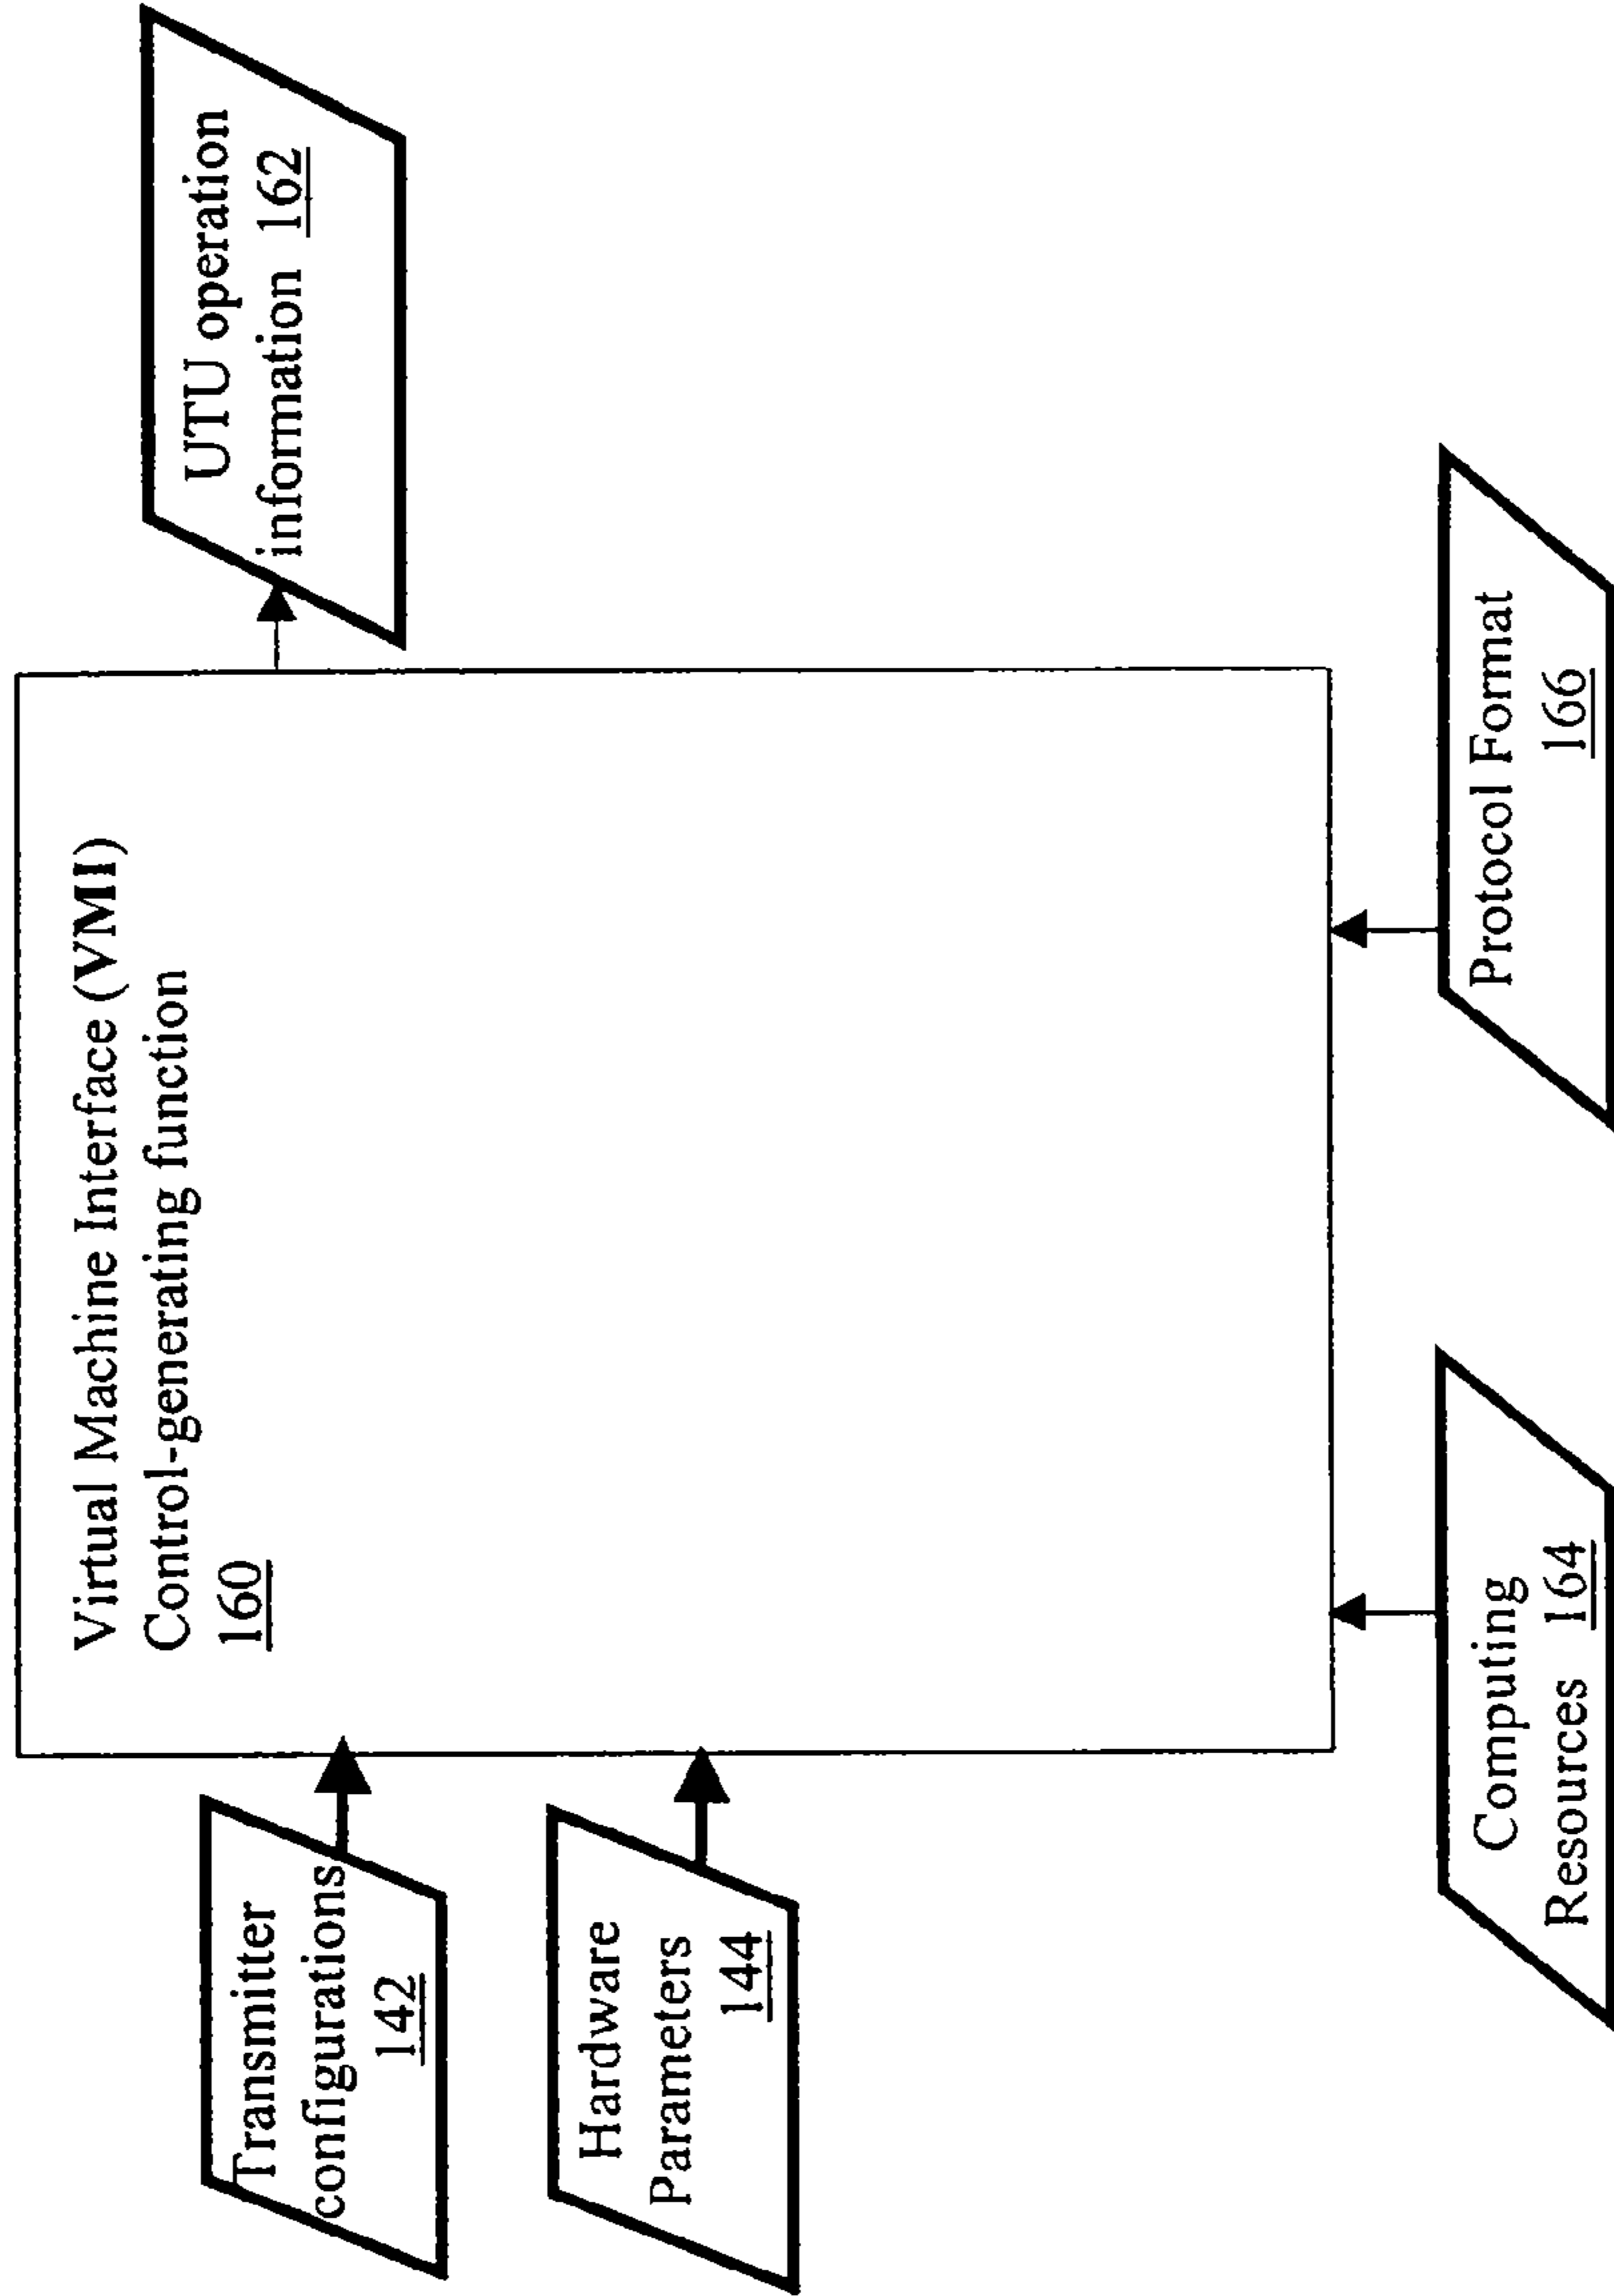 Virtual Machine Interface (VMI)
Control-generating function
160
Transmitter
configurations
142
Hardware
Parameters
144
UTU operation
information 162
Computing
Resources 164
Protocol Format
166